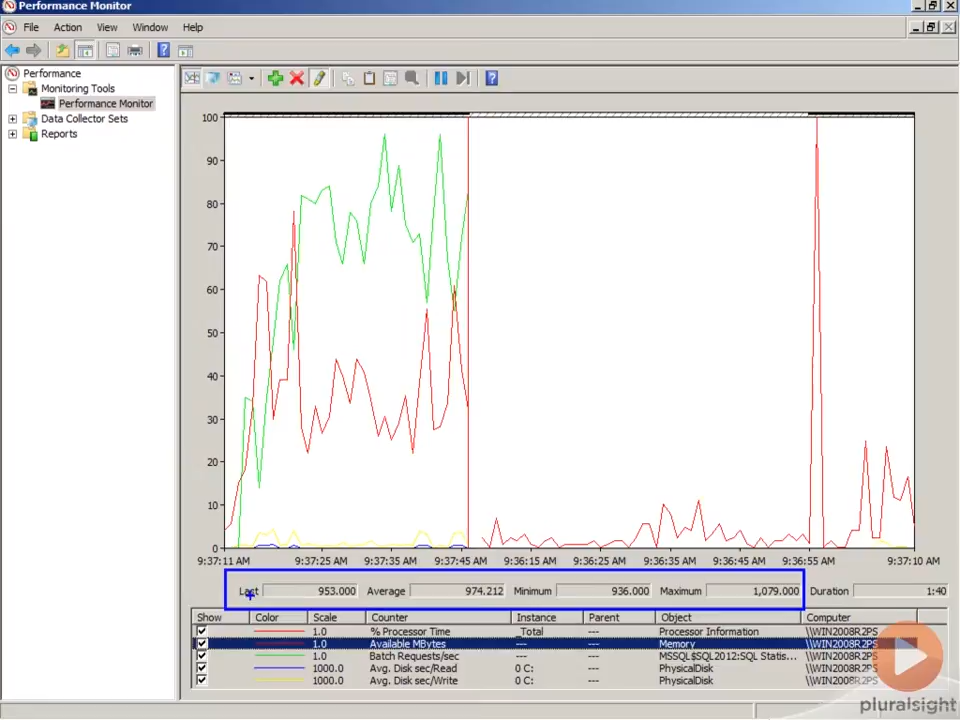 Performance Monitor
File Action View Window Help
Performance
Monitoring Tools
Performance Monitor
Data Collector Sets
Reports
100
90
80
70
60
50
40
30
20
10
0
9:37:11 AM 9:37:25 AM 9:37:35 AM 9:37:45 AM 9:36:15 AM 9:36:25 AM 9:36:35 AM 9:36:45 AM 9:36:55 AM 9:37:10 AM
Last 953.000 Average 974.212 Minimum 936.000 Maximum 1,079.000 Duration 1:40
Show Color Scale Counter Instance Parent Object Computer
1.0 % Processor Time _Total --- Processor Information \\WIN2008R2PS
1.0 Available MBytes --- --- Memory \\WIN2008R2PS
1.0 Batch Requests/sec --- --- MSSQL$SQL2012:SQL Statis... \\WIN2008R2PS
1000.0 Avg. Disk sec/Read 0 C: --- PhysicalDisk \\WIN2008R2PS
1000.0 Avg. Disk sec/Write 0 C: --- PhysicalDisk \\WIN2008R2PS
pluralsight